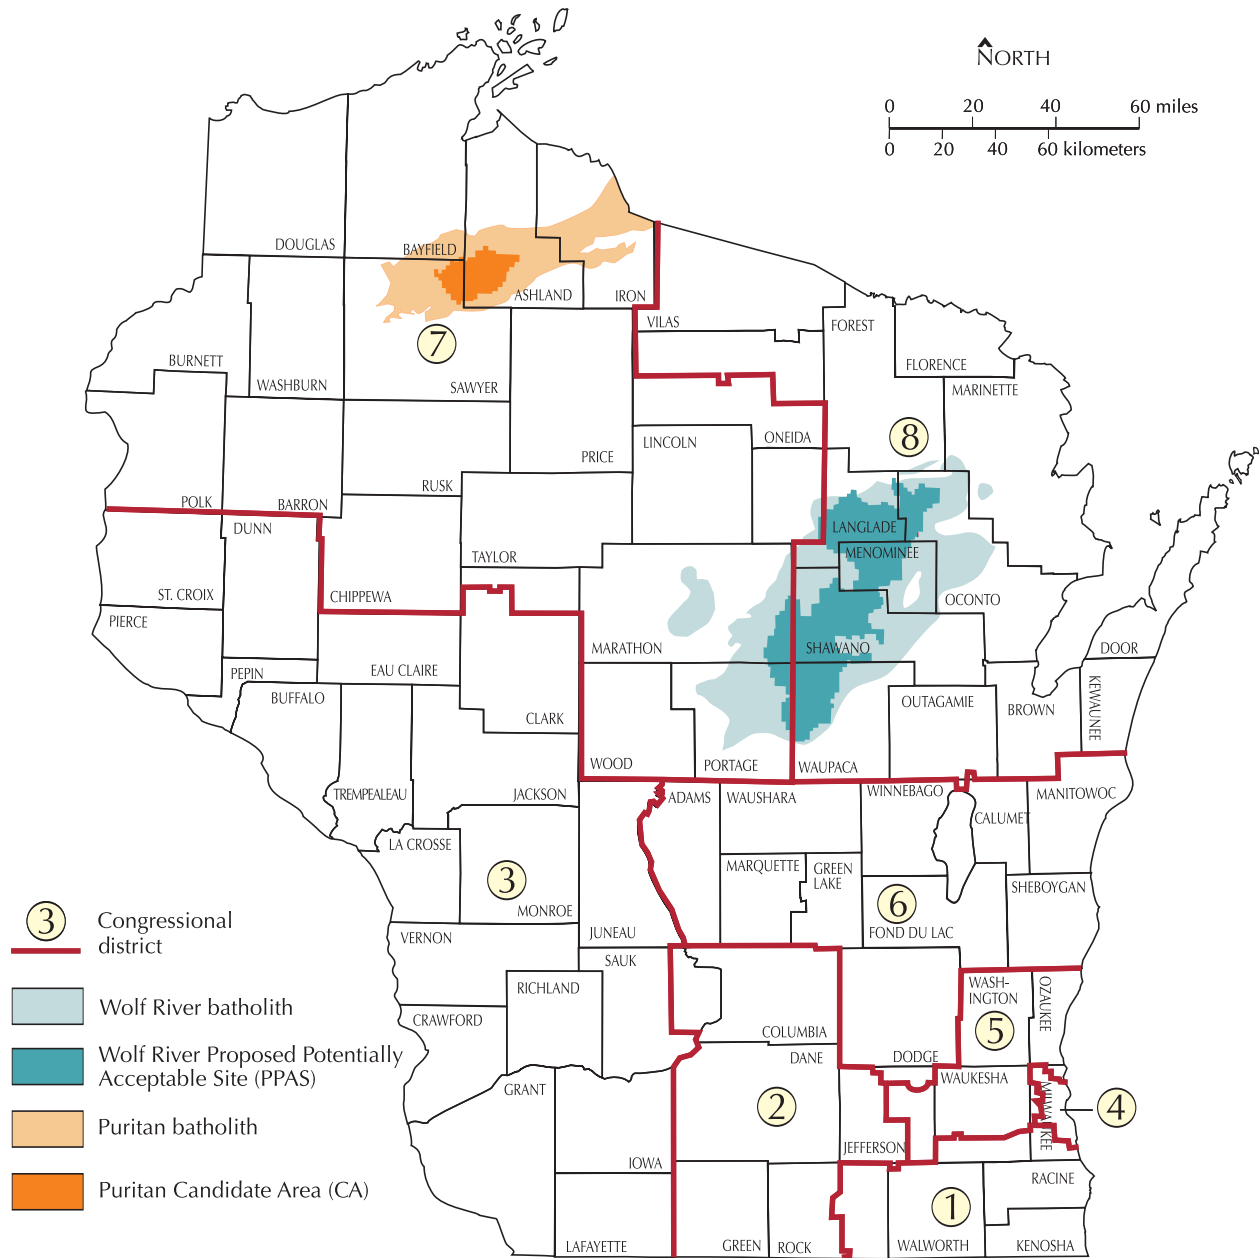 NORTH
0 20 40 60 miles
0 20 40 60 kilometers
DOUGLAS
BAYFIELD
ASHLAND
IRON
VILAS
FOREST
FLORENCE
MARINETTE
7
BURNETT
WASHBURN
SAWYER
8
LINCOLN
ONEIDA
PRICE
RUSK
POLK
BARRON
DUNN
LANGLADE
MENOMINEE
TAYLOR
ST. CROIX
CHIPPEWA
OCONTO
PIERCE
MARATHON
SHAWANO
DOOR
PEPIN
EAU CLAIRE
BUFFALO
CLARK
OUTAGAMIE
BROWN
KEWAUNEE
WOOD
PORTAGE
WAUPACA
TREMPEALEAU
JACKSON
ADAMS
WAUSHARA
WINNEBAGO
CALUMET
MANITOWOC
LA CROSSE
MARQUETTE
GREEN
LAKE
3
MONROE
6
SHEBOYGAN
VERNON
JUNEAU
FOND DU LAC
SAUK
RICHLAND
WASH-
INGTON
OZAUKEE
CRAWFORD
COLUMBIA
5
DANE
DODGE
GRANT
WAUKESHA
MILWAUKEE
2
4
JEFFERSON
IOWA
RACINE
1
LAFAYETTE
GREEN
ROCK
WALWORTH
KENOSHA
3 Congressional
district
Wolf River batholith
Wolf River Proposed Potentially
Acceptable Site (PPAS)
Puritan batholith
Puritan Candidate Area (CA)